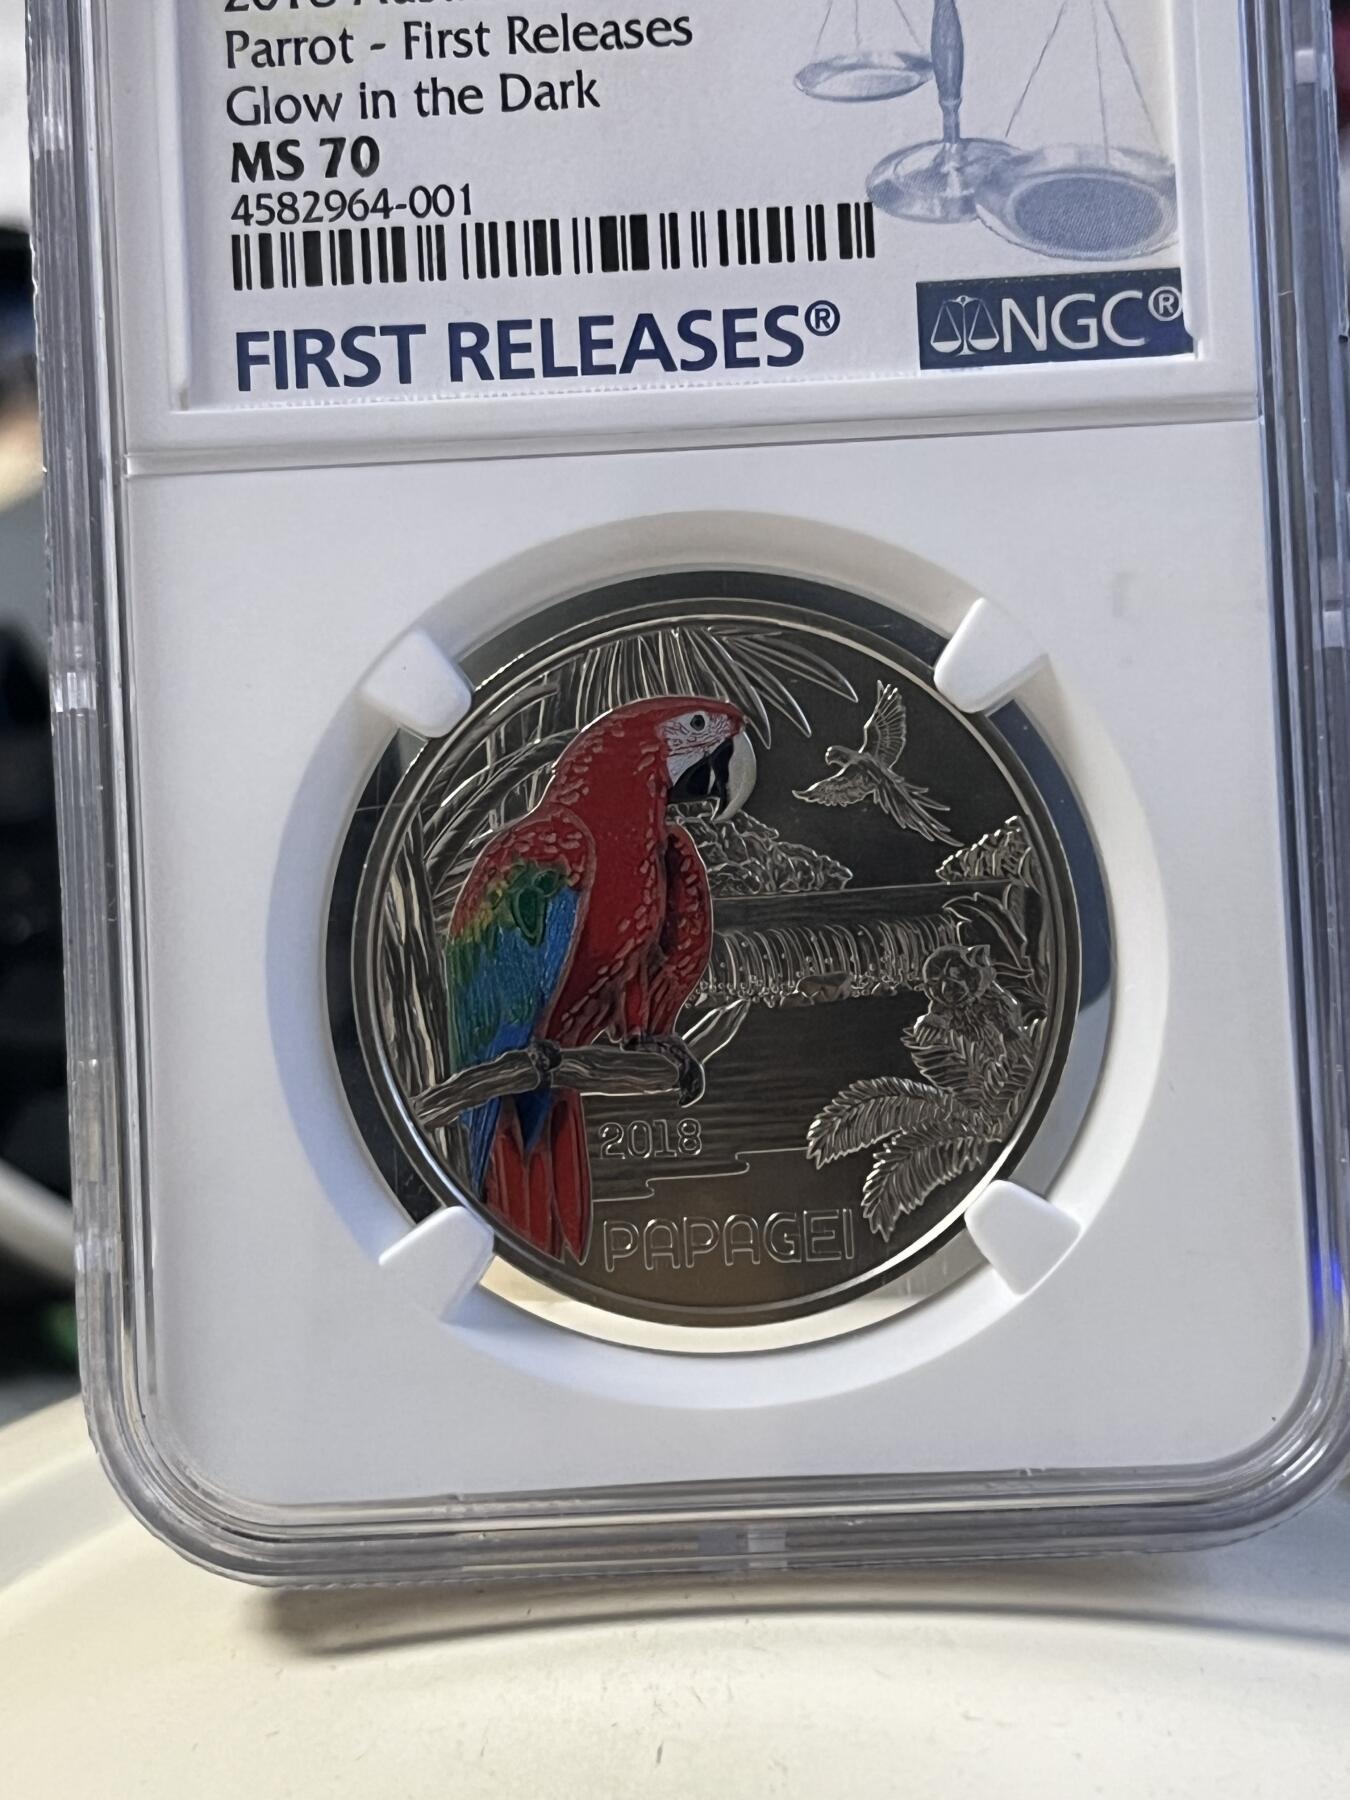 Parrot - First Releases
Glow in the Dark
MS 70
4582964-001
FIRST RELEASES®
NGC®
2018
PAPAGEI